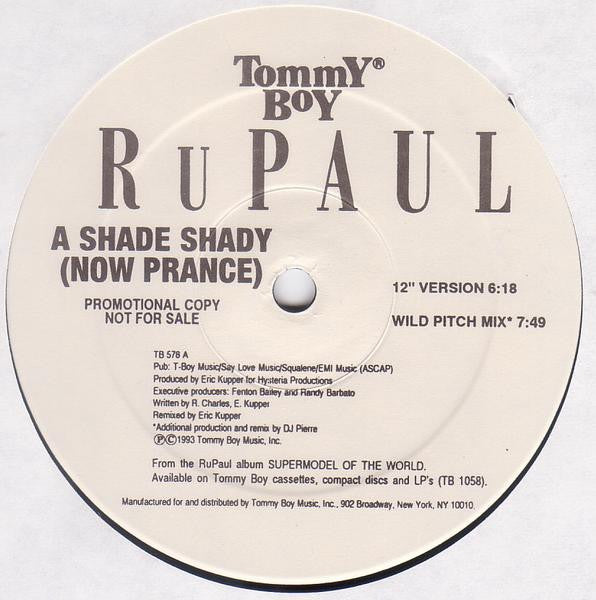 TommY®
BoY
RuPAUL
A SHADE SHADY
(NOW PRANCE)
PROMOTIONAL COPY
NOT FOR SALE
12" VERSION 6:18
WILD PITCH MIX* 7:49
TB 578 A
Pub: T-Boy Music/Say Love Music/Squalene/EMI Music (ASCAP)
Produced by Eric Kupper for Hysteria Productions
Executive producers: Fenton Bailey and Randy Barbato
Written by R. Charles, E. Kupper
Remixed by Eric Kupper
*Additional production and remix by DJ Pierre
Ⓟ©1993 Tommy Boy Music, Inc.
From the RuPaul album SUPERMODEL OF THE WORLD.
Available on Tommy Boy cassettes, compact discs and LP's (TB 1058).
Manufactured for and distributed by Tommy Boy Music, Inc., 902 Broadway, New York, NY 10010.